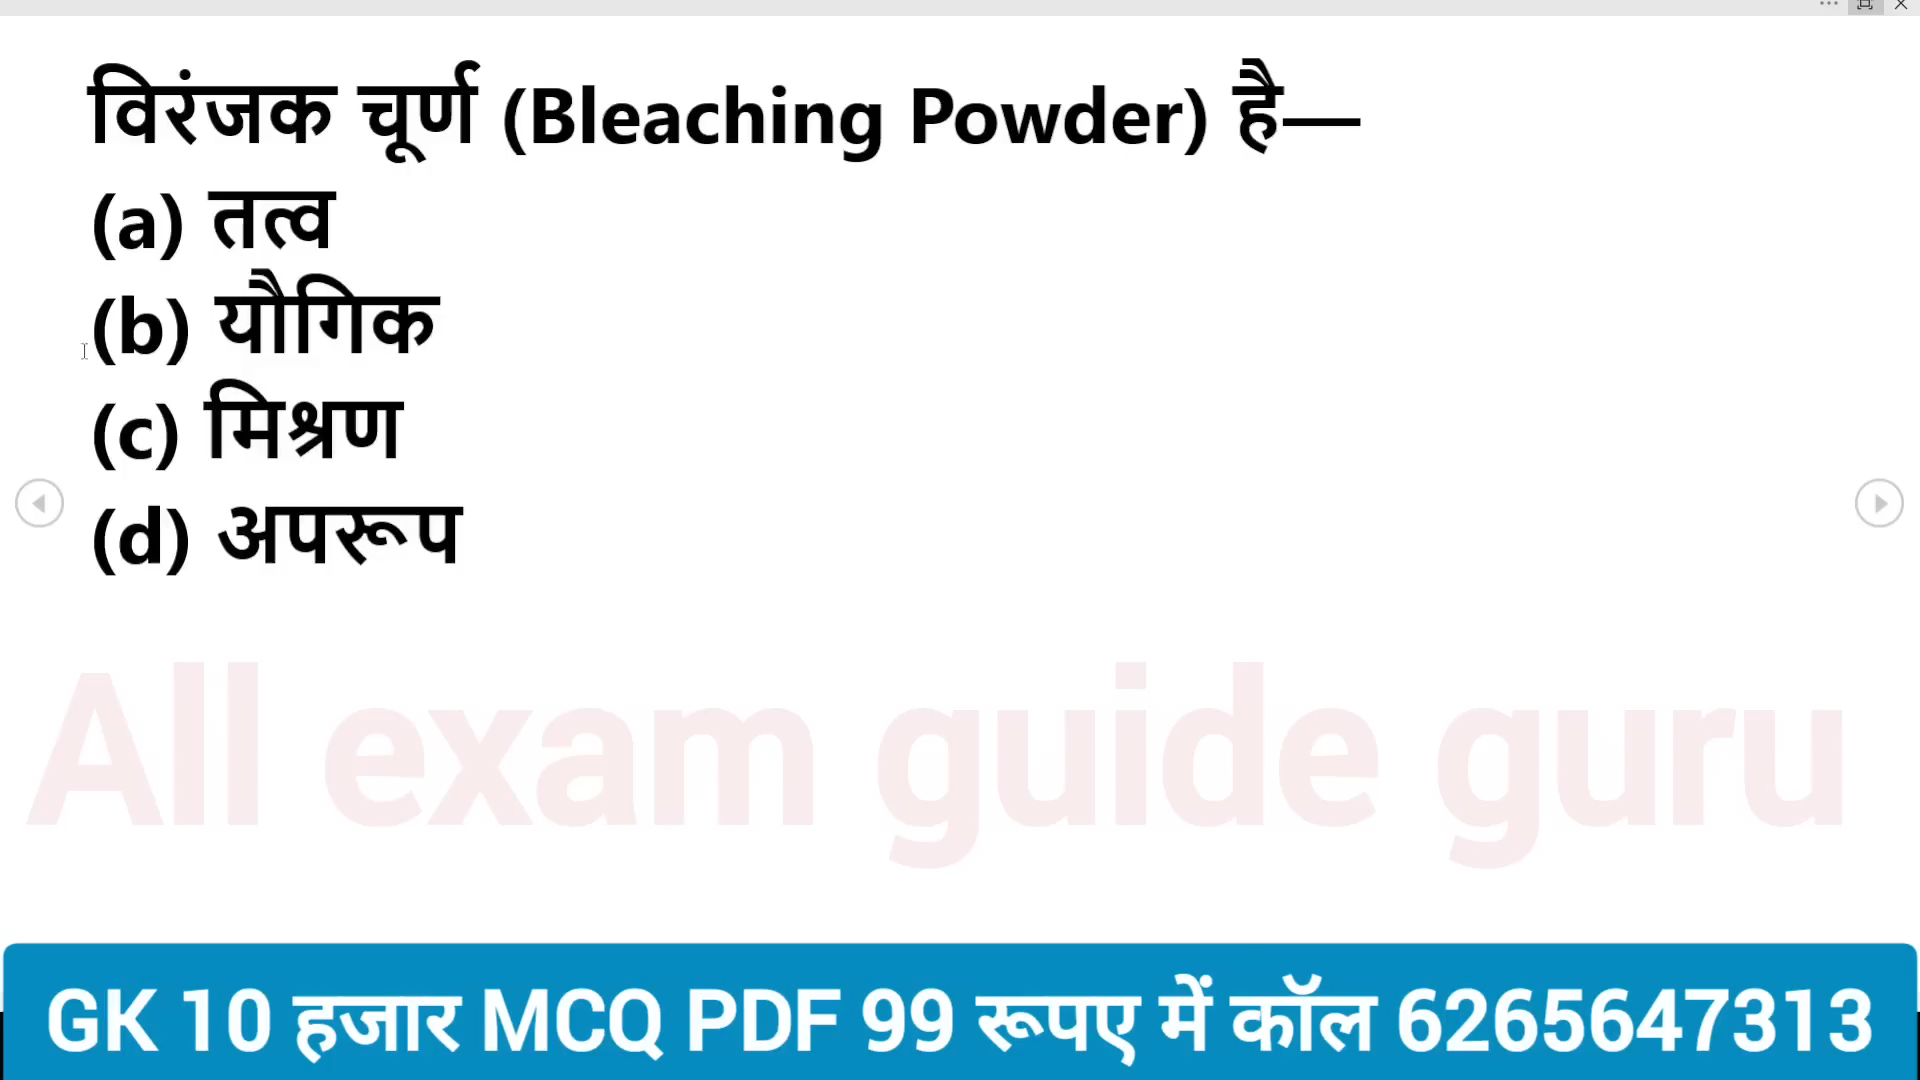 विरंजक चूर्ण (Bleaching Powder) है—
(a) तत्व
(b) यौगिक
(c) मिश्रण
(d) अपरूप
All exam guide guru
GK 10 हजार MCQ PDF 99 रूपए में कॉल 6265647313